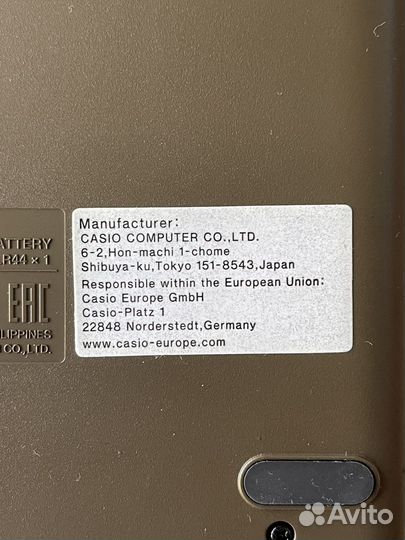 Manufacturer:
CASIO COMPUTER CO.,LTD.
6-2,Hon-machi 1-chome
Shibuya-ku,Tokyo 151-8543,Japan
Responsible within the European Union:
Casio Europe GmbH
Casio-Platz 1
22848 Norderstedt,Germany
www.casio-europe.com
ATTERY
R44 × 1
EAC
ILIPPINES
CO.,LTD.
Avito